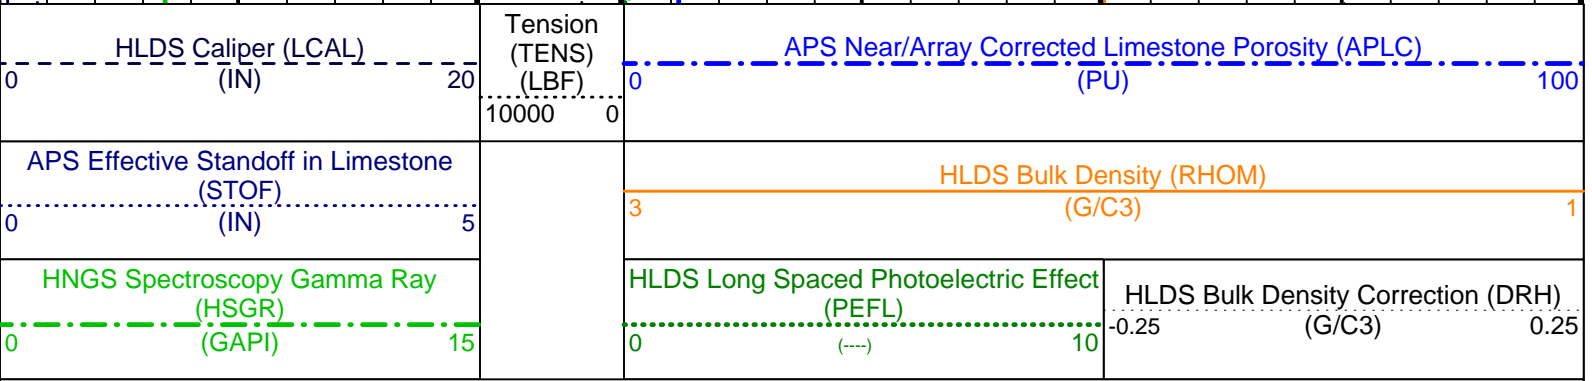 HLDS Caliper (LCAL)
0 (IN) 20
Tension
(TENS)
(LBF)
10000 0
APS Near/Array Corrected Limestone Porosity (APLC)
0 (PU) 100
APS Effective Standoff in Limestone
(STOF)
0 (IN) 5
HLDS Bulk Density (RHOM)
3 (G/C3) 1
HNGS Spectroscopy Gamma Ray
(HSGR)
0 (GAPI) 15
HLDS Long Spaced Photoelectric Effect
(PEFL)
0 (----) 10
HLDS Bulk Density Correction (DRH)
-0.25 (G/C3) 0.25